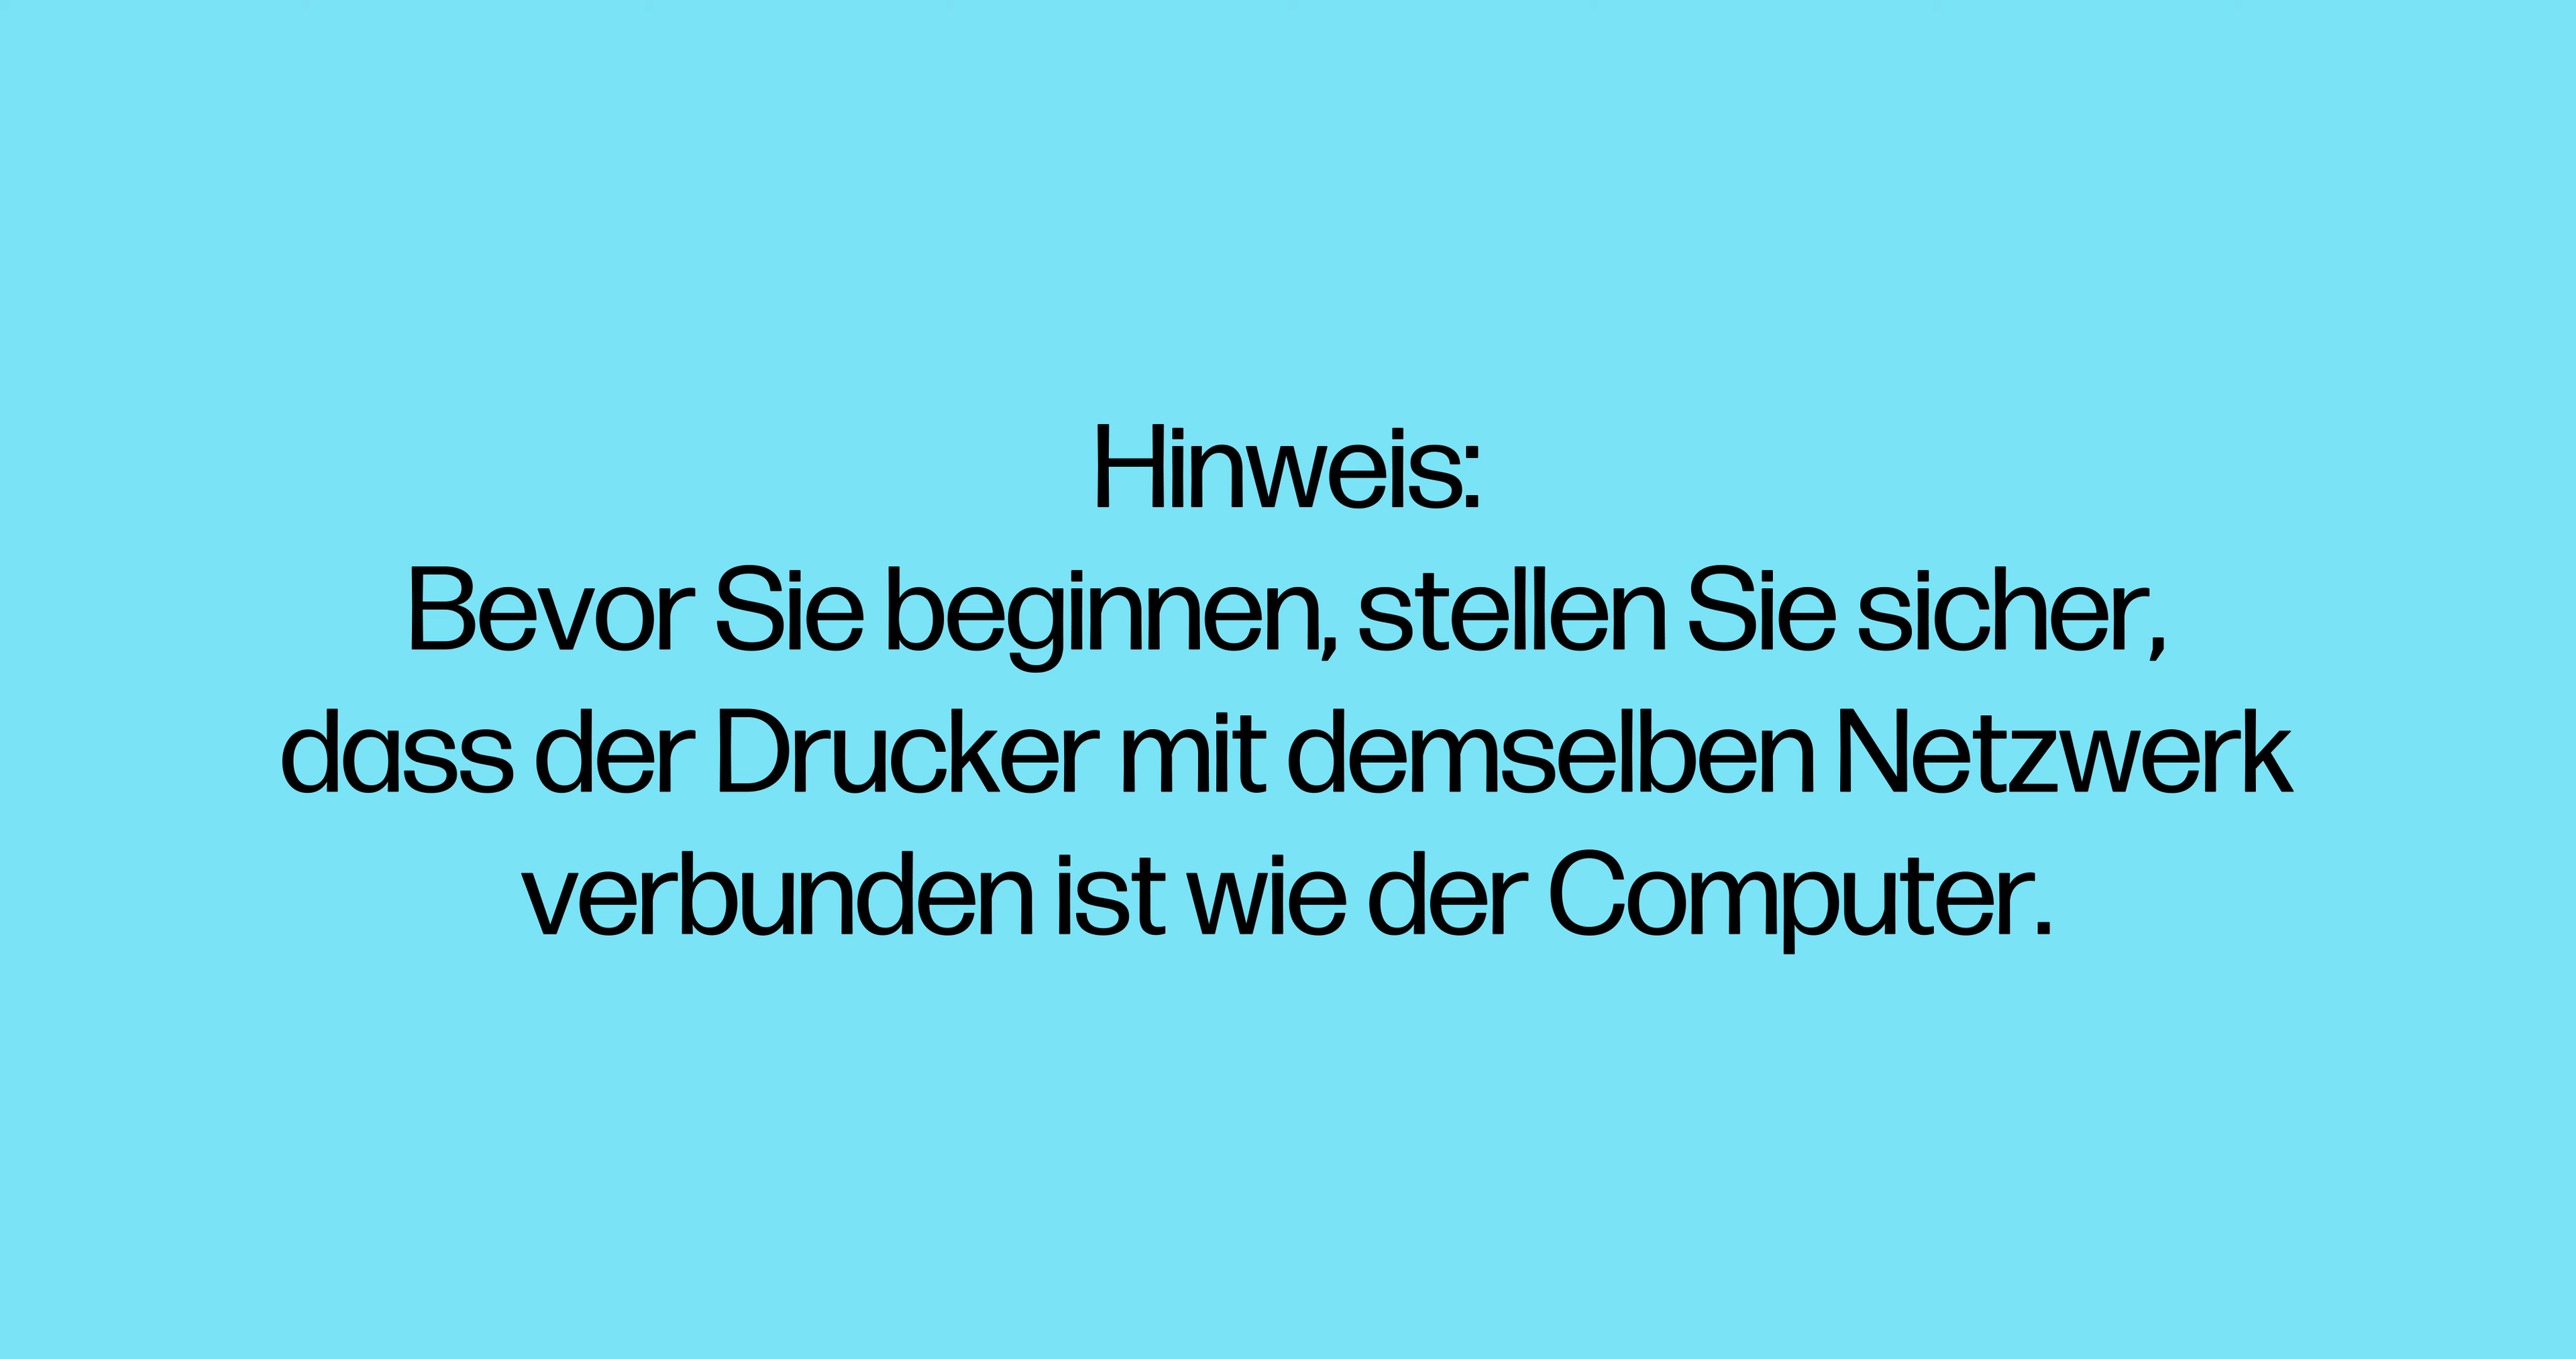 Hinweis:
Bevor Sie beginnen, stellen Sie sicher,
dass der Drucker mit demselben Netzwerk
verbunden ist wie der Computer.